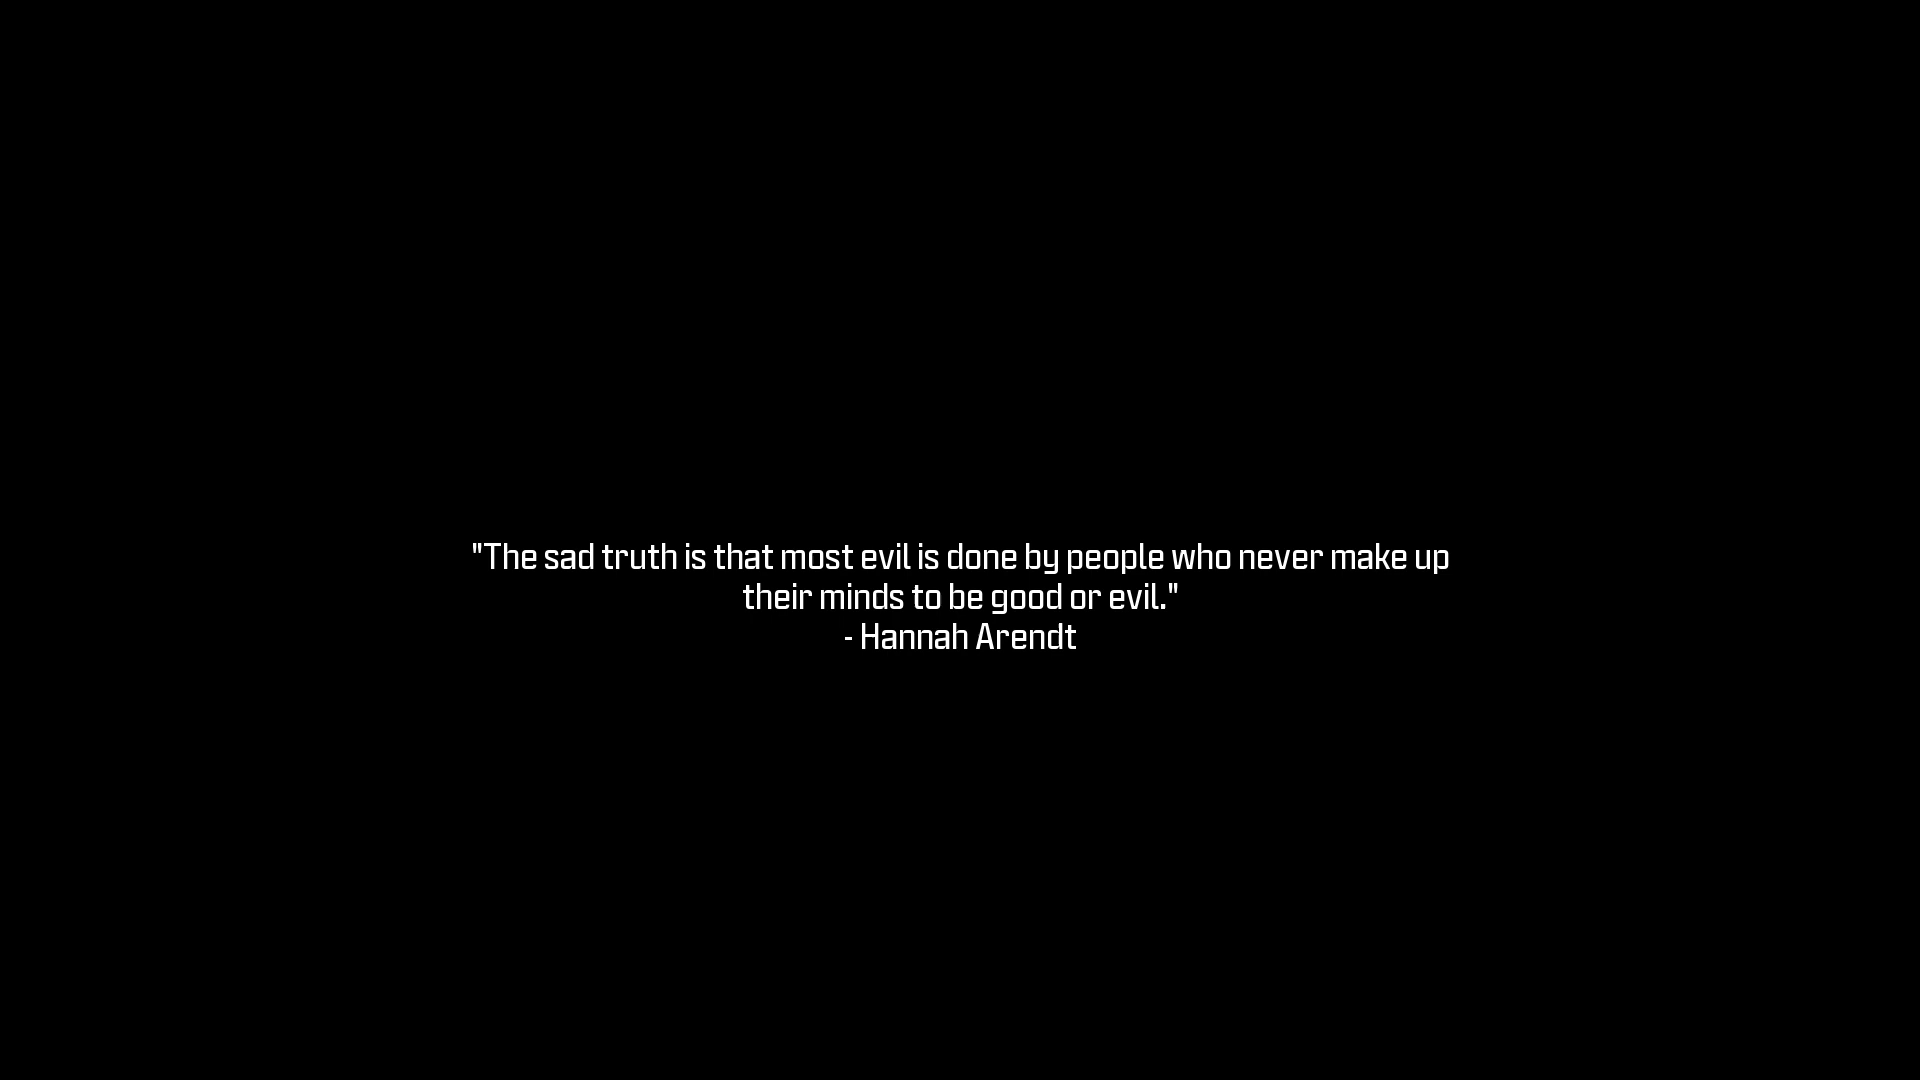 "The sad truth is that most evil is done by people who never make up
their minds to be good or evil."
- Hannah Arendt